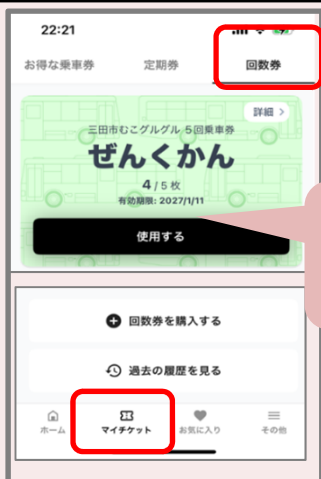 22:21
お得な乗車券 定期券 回数券
詳細 >
三田市むこグルグル 5回乗車券
ぜんくかん
4 / 5 枚
有効期限: 2027/1/11
使用する
回数券を購入する
過去の履歴を見る
ホーム マイチケット お気に入り その他